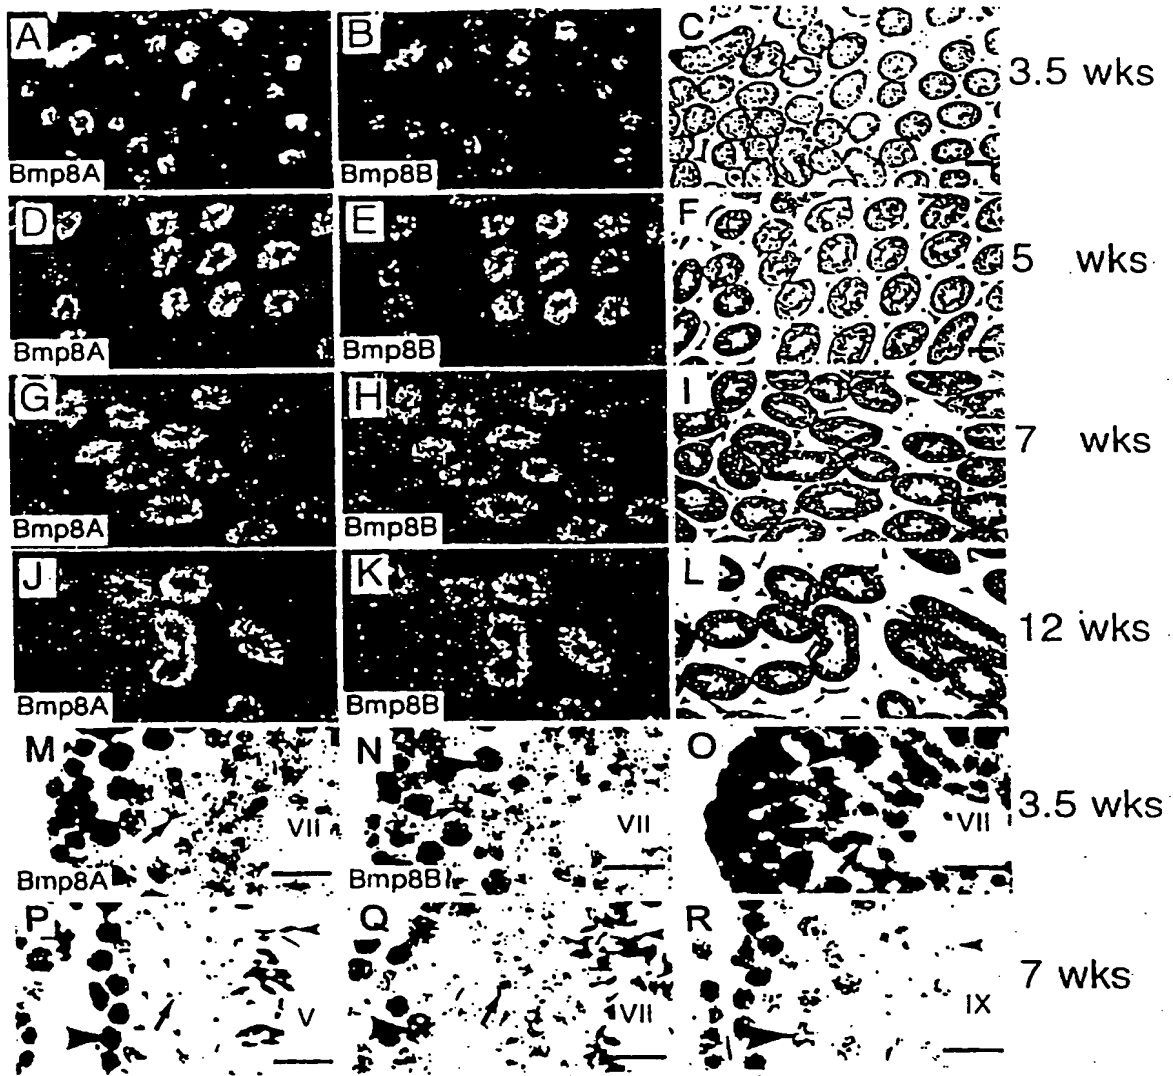 A B C 3.5 wks
Bmp8A Bmp8B
D E F 5 wks
Bmp8A Bmp8B
G H I 7 wks
Bmp8A Bmp8B
J K L 12 wks
Bmp8A Bmp8B
M N O 3.5 wks
VII VII VII
Bmp8A Bmp8B
P Q R 7 wks
V VII IX